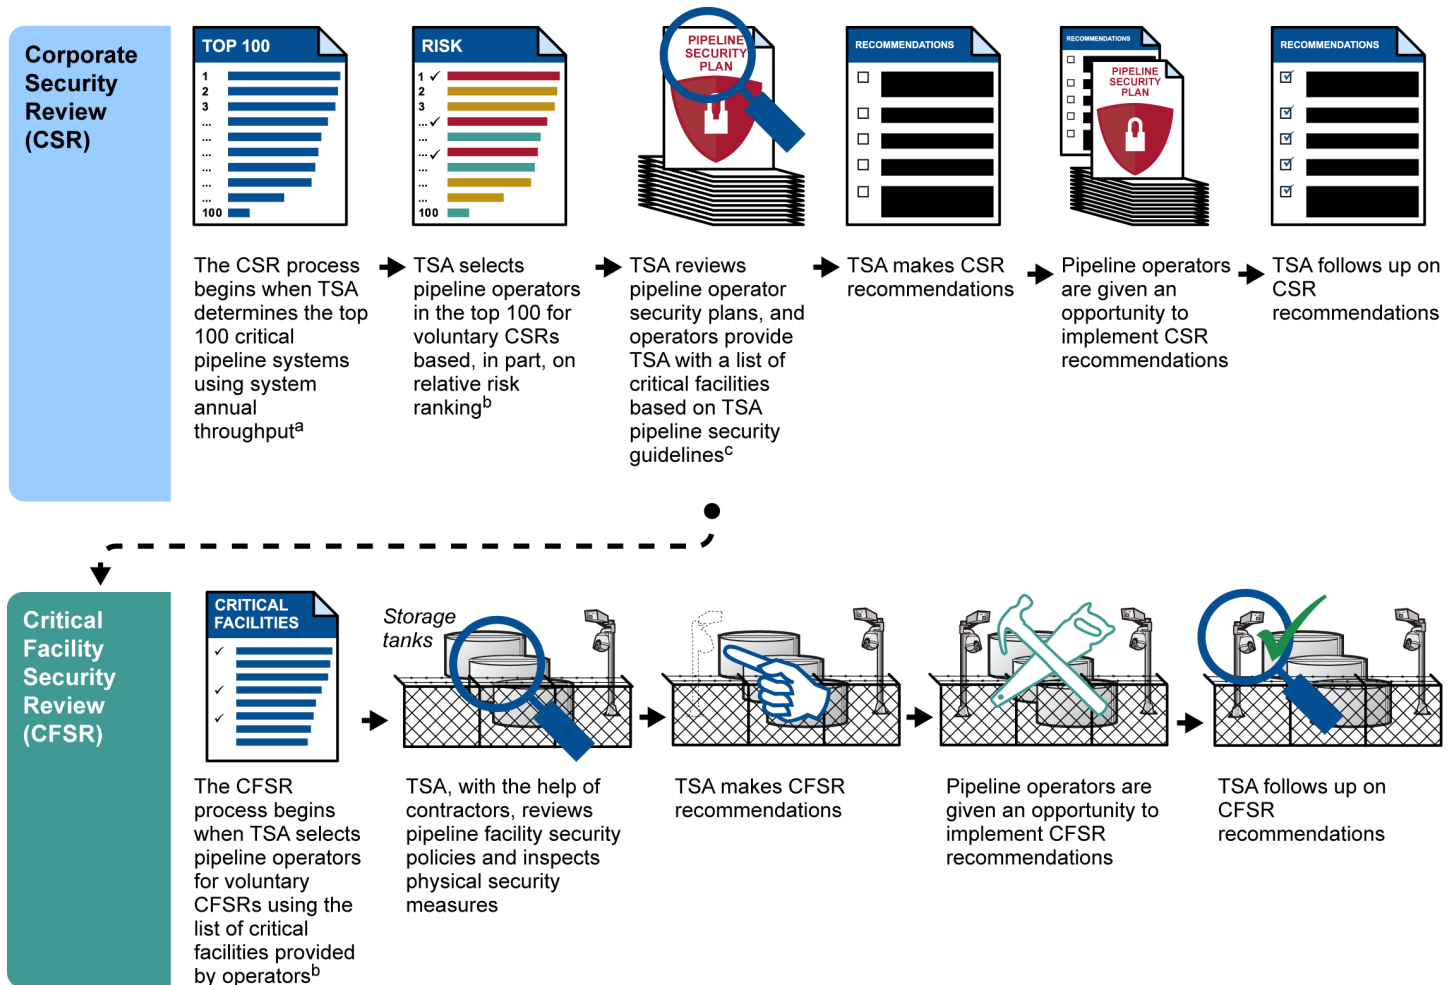 Corporate
Security
Review
(CSR)
TOP 100
1
2
3
...
...
...
...
...
...
100
RISK
1
2
3
...
...
...
...
...
...
100
PIPELINE
SECURITY
PLAN
RECOMMENDATIONS
RECOMMENDATIONS
PIPELINE
SECURITY
PLAN
RECOMMENDATIONS
The CSR process
begins when TSA
determines the top
100 critical
pipeline systems
using system
annual
throughputa
TSA selects
pipeline operators
in the top 100 for
voluntary CSRs
based, in part, on
relative risk
rankingb
TSA reviews
pipeline operator
security plans, and
operators provide
TSA with a list of
critical facilities
based on TSA
pipeline security
guidelinesc
TSA makes CSR
recommendations
Pipeline operators
are given an
opportunity to
implement CSR
recommendations
TSA follows up on
CSR
recommendations
Critical
Facility
Security
Review
(CFSR)
CRITICAL
FACILITIES
Storage
tanks
The CFSR
process begins
when TSA selects
pipeline operators
for voluntary
CFSRs using the
list of critical
facilities provided
by operatorsb
TSA, with the help of
contractors, reviews
pipeline facility security
policies and inspects
physical security
measures
TSA makes CFSR
recommendations
Pipeline operators are
given an opportunity to
implement CFSR
recommendations
TSA follows up on
CFSR
recommendations